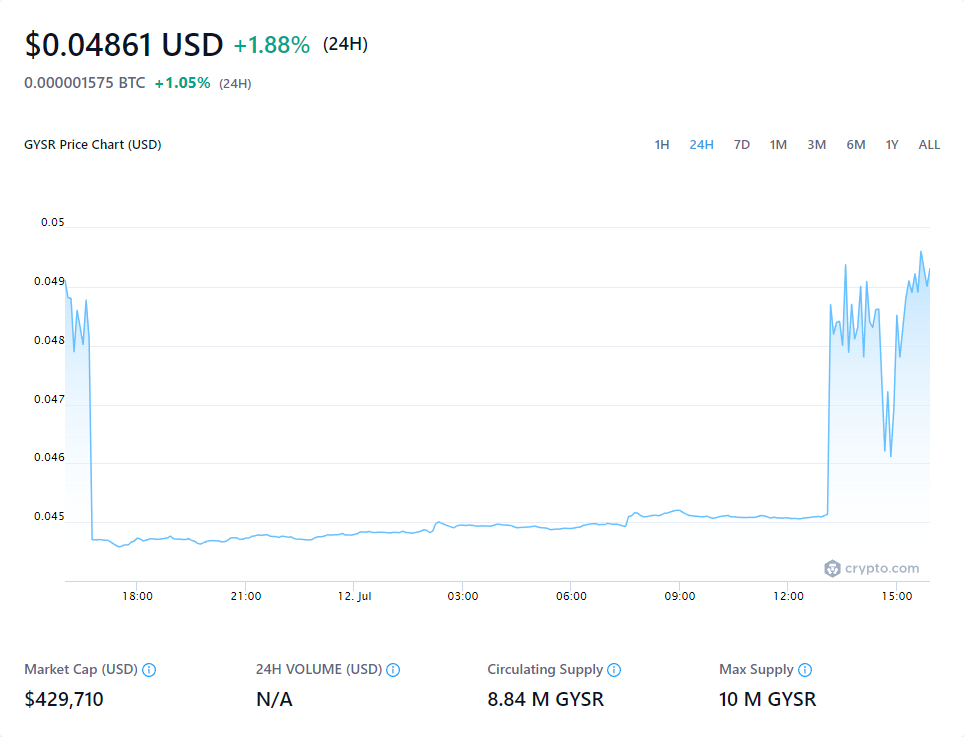 $0.04861 USD +1.88% (24H)
0.000001575 BTC +1.05% (24H)
GYSR Price Chart (USD) 1H 24H 7D 1M 3M 6M 1Y ALL
0.05
0.049
0.048
0.047
0.046
0.045
crypto.com
18:00 21:00 12. Jul 03:00 06:00 09:00 12:00 15:00
Market Cap (USD) 24H VOLUME (USD) Circulating Supply Max Supply
$429,710 N/A 8.84 M GYSR 10 M GYSR